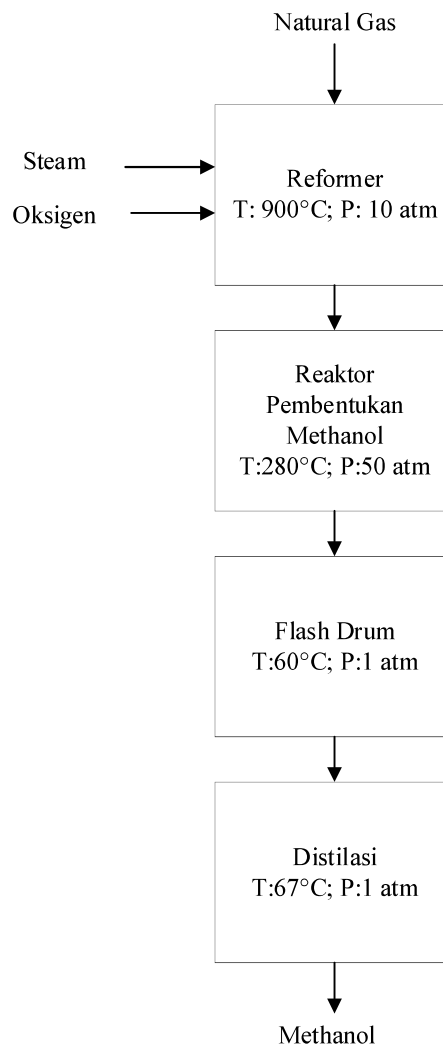 Natural Gas
Steam
Oksigen
Reformer
T: 900°C; P: 10 atm
Reaktor
Pembentukan
Methanol
T:280°C; P:50 atm
Flash Drum
T:60°C; P:1 atm
Distilasi
T:67°C; P:1 atm
Methanol